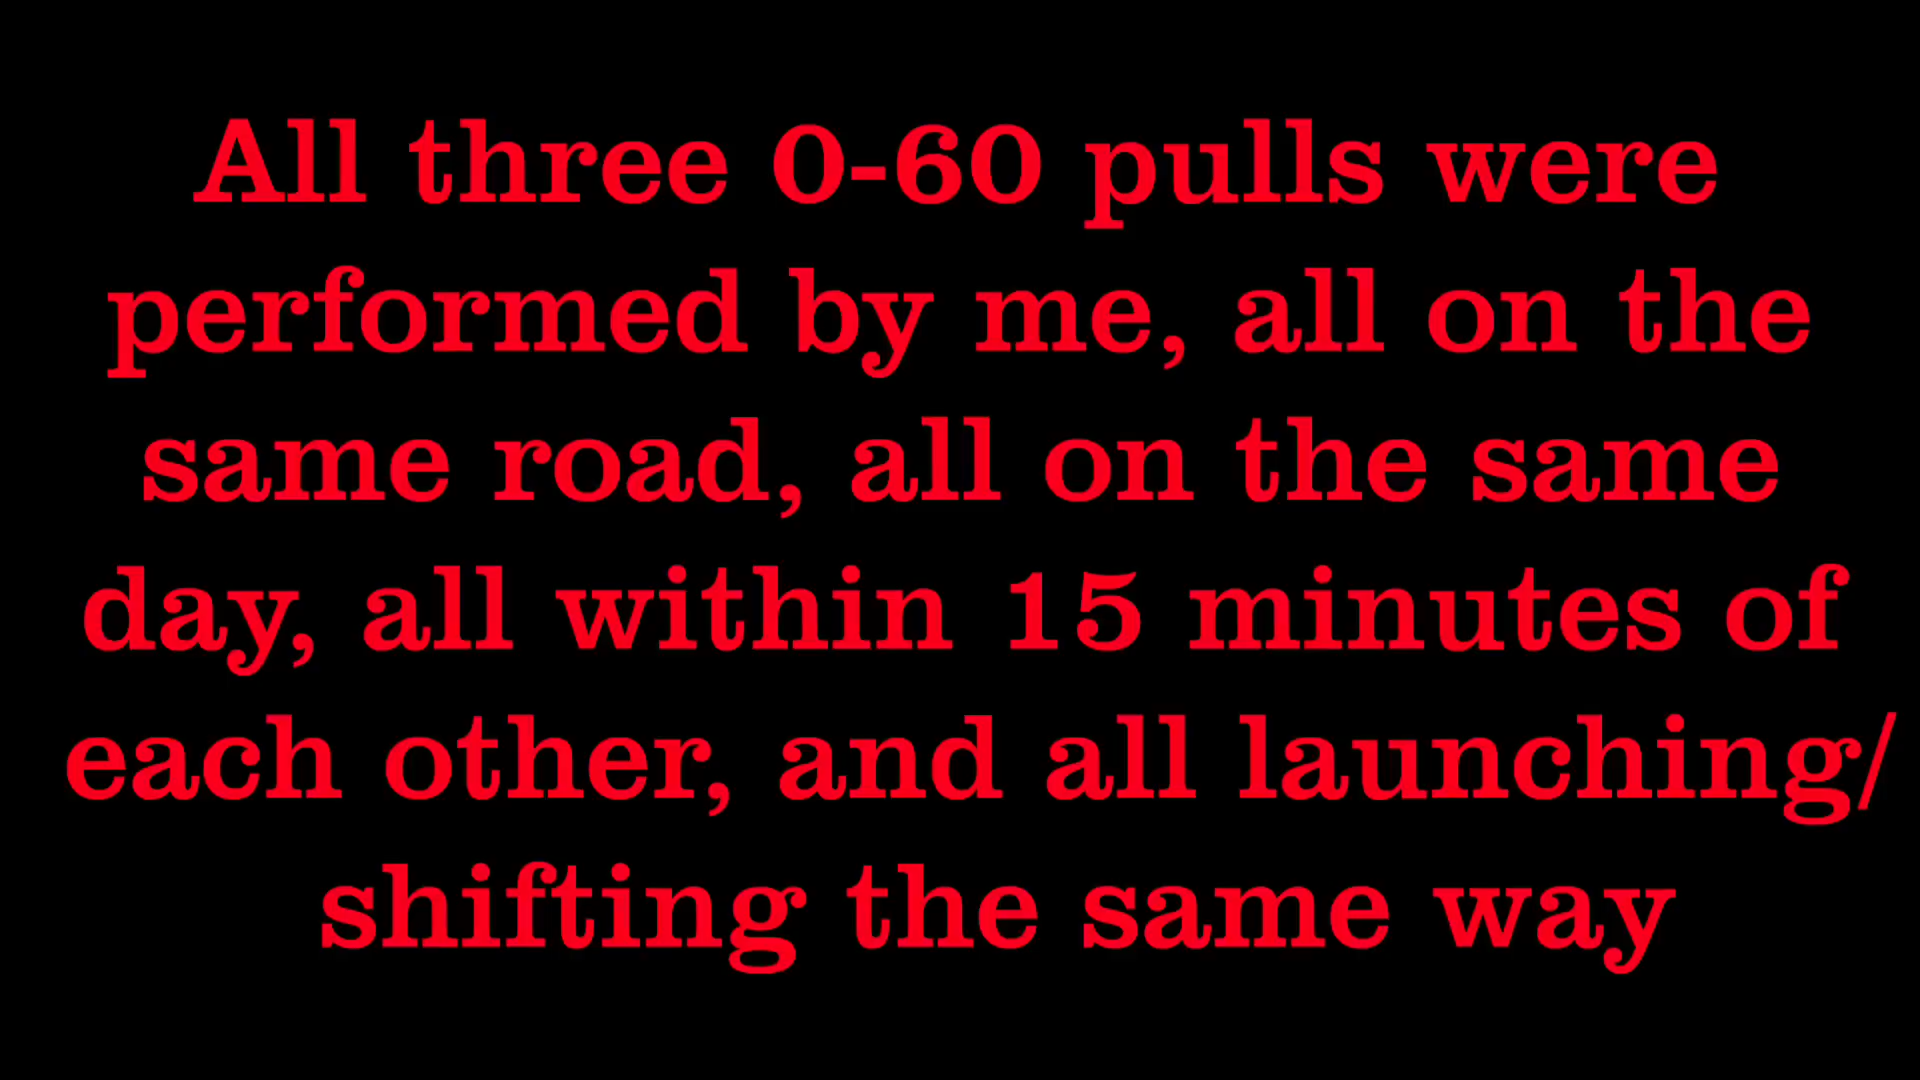 All three 0-60 pulls were
performed by me, all on the
same road, all on the same
day, all within 15 minutes of
each other, and all launching/
shifting the same way